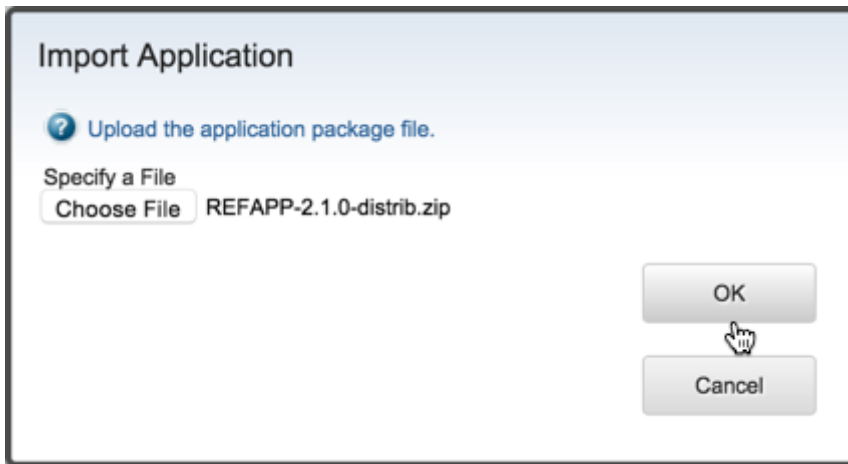 Import Application
Upload the application package file.
Specify a File
Choose File REFAPP-2.1.0-distrib.zip
OK
Cancel